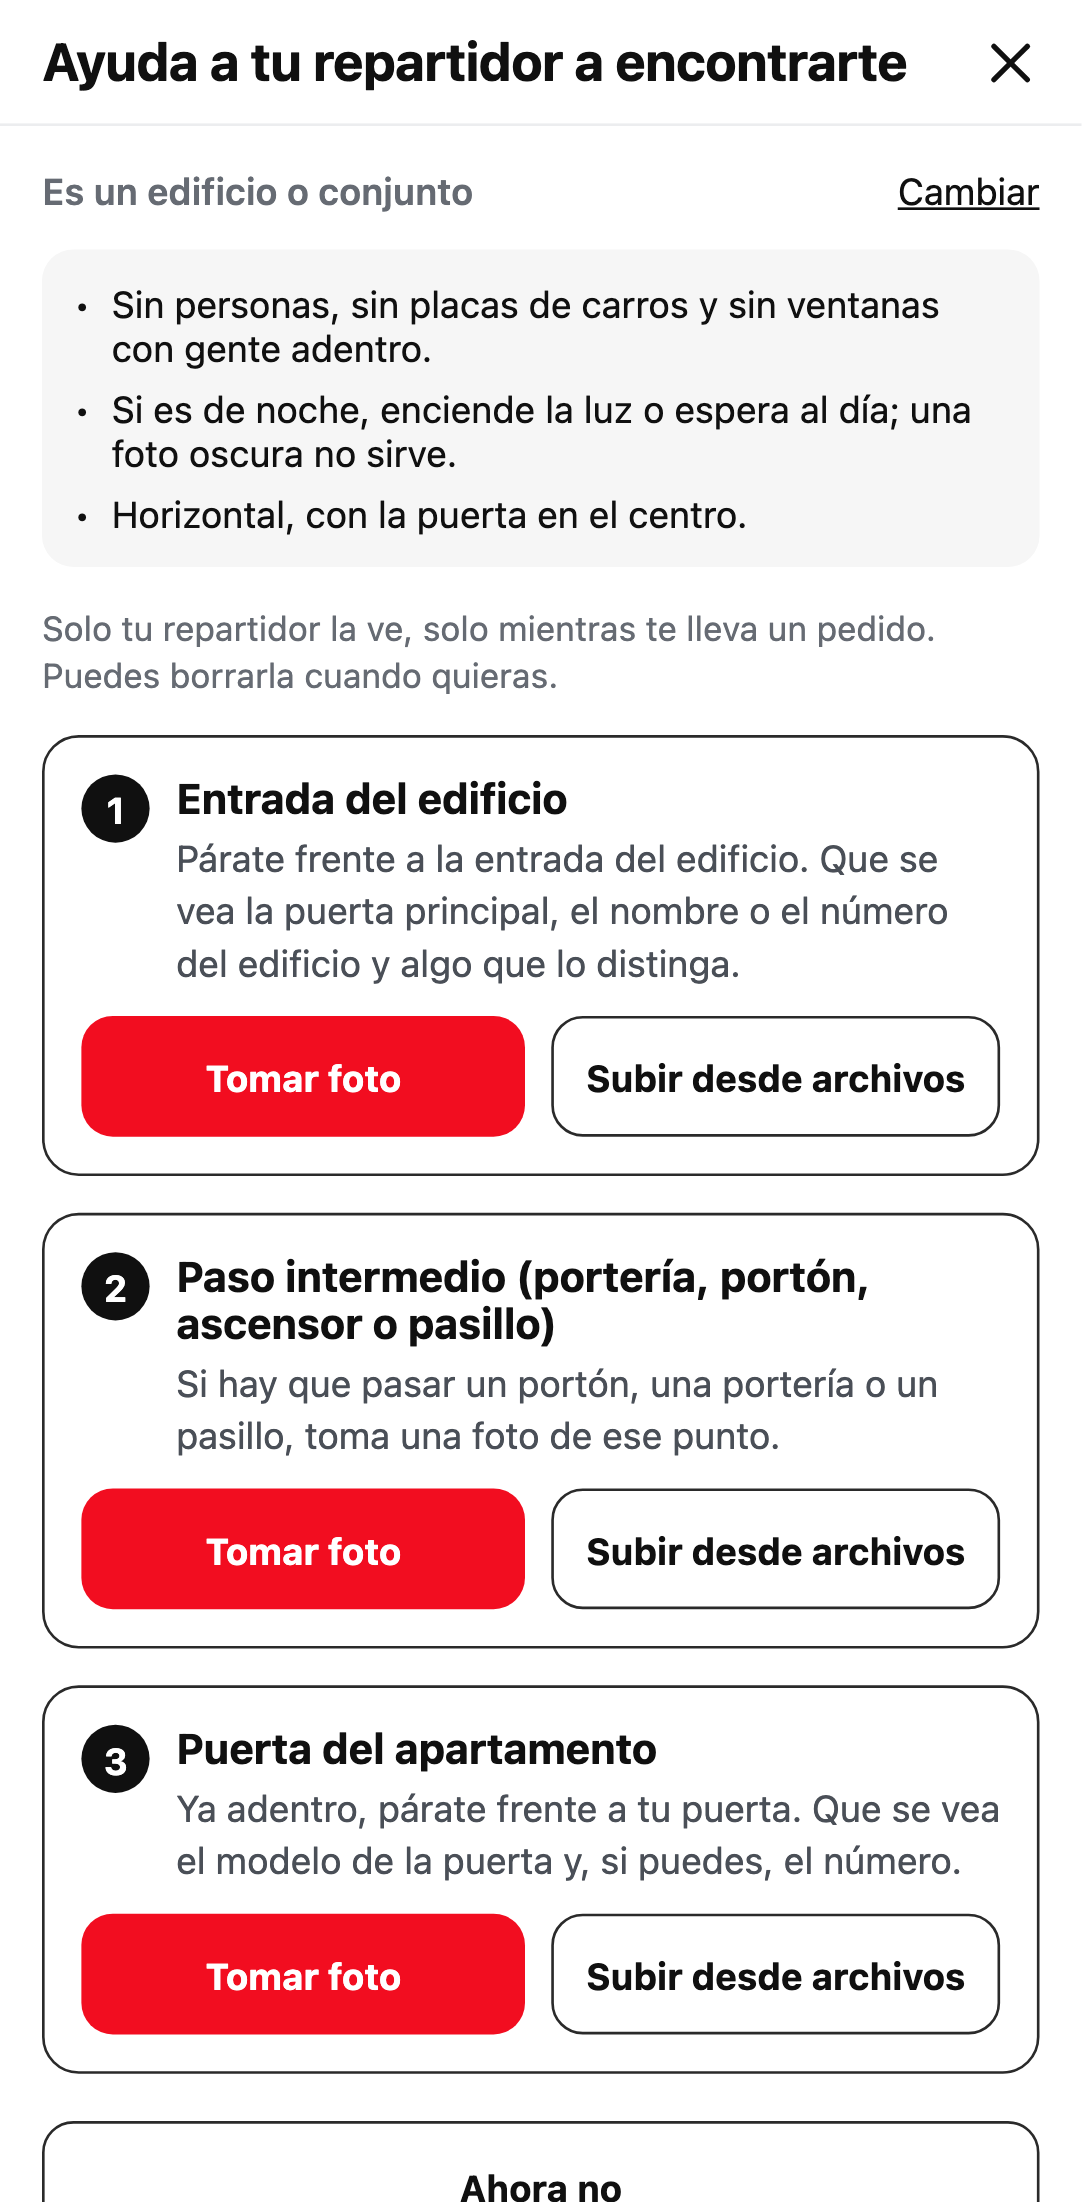 Ayuda a tu repartidor a encontrarte
Es un edificio o conjunto
Cambiar
• Sin personas, sin placas de carros y sin ventanas
con gente adentro.
• Si es de noche, enciende la luz o espera al día; una
foto oscura no sirve.
• Horizontal, con la puerta en el centro.
Solo tu repartidor la ve, solo mientras te lleva un pedido.
Puedes borrarla cuando quieras.
1
Entrada del edificio
Párate frente a la entrada del edificio. Que se
vea la puerta principal, el nombre o el número
del edificio y algo que lo distinga.
Tomar foto
Subir desde archivos
2
Paso intermedio (portería, portón,
ascensor o pasillo)
Si hay que pasar un portón, una portería o un
pasillo, toma una foto de ese punto.
Tomar foto
Subir desde archivos
3
Puerta del apartamento
Ya adentro, párate frente a tu puerta. Que se vea
el modelo de la puerta y, si puedes, el número.
Tomar foto
Subir desde archivos
Ahora no